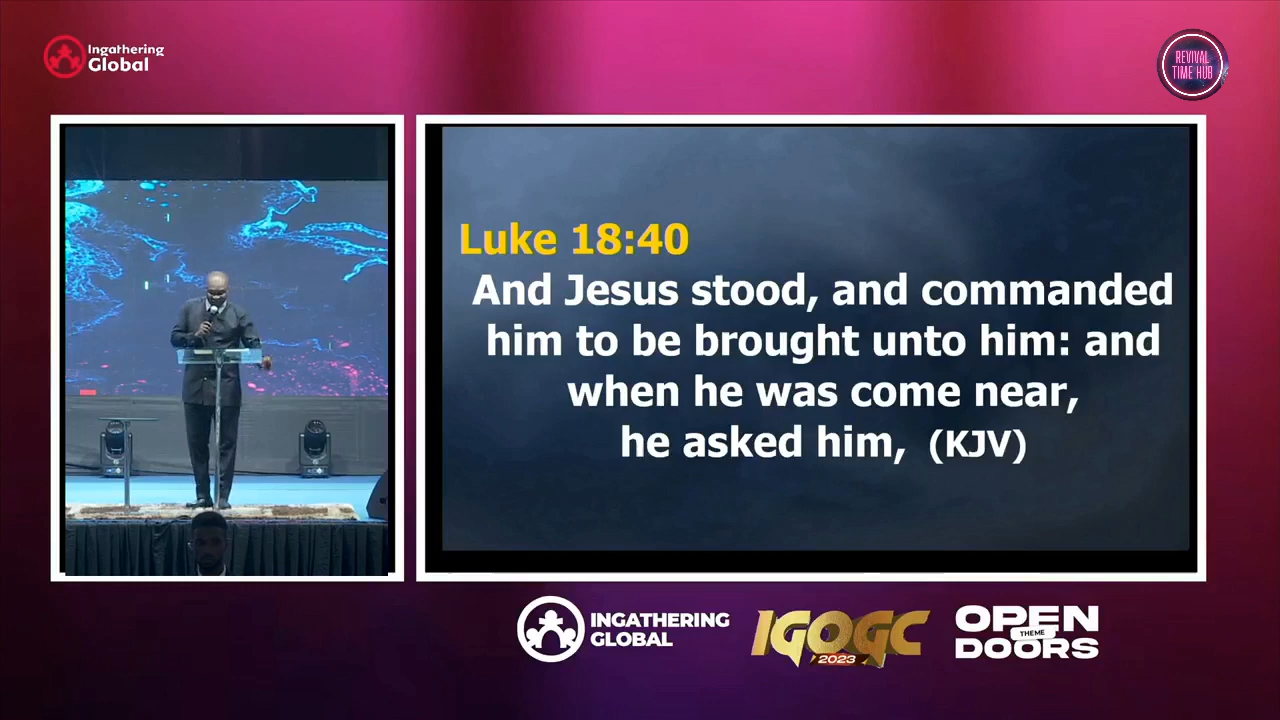 Ingathering
Global
REVIVAL
TIME HUB
Luke 18:40
And Jesus stood, and commanded
him to be brought unto him: and
when he was come near,
he asked him, (KJV)
INGATHERING
GLOBAL
IGOGC
2023
OPEN
THEME
DOORS